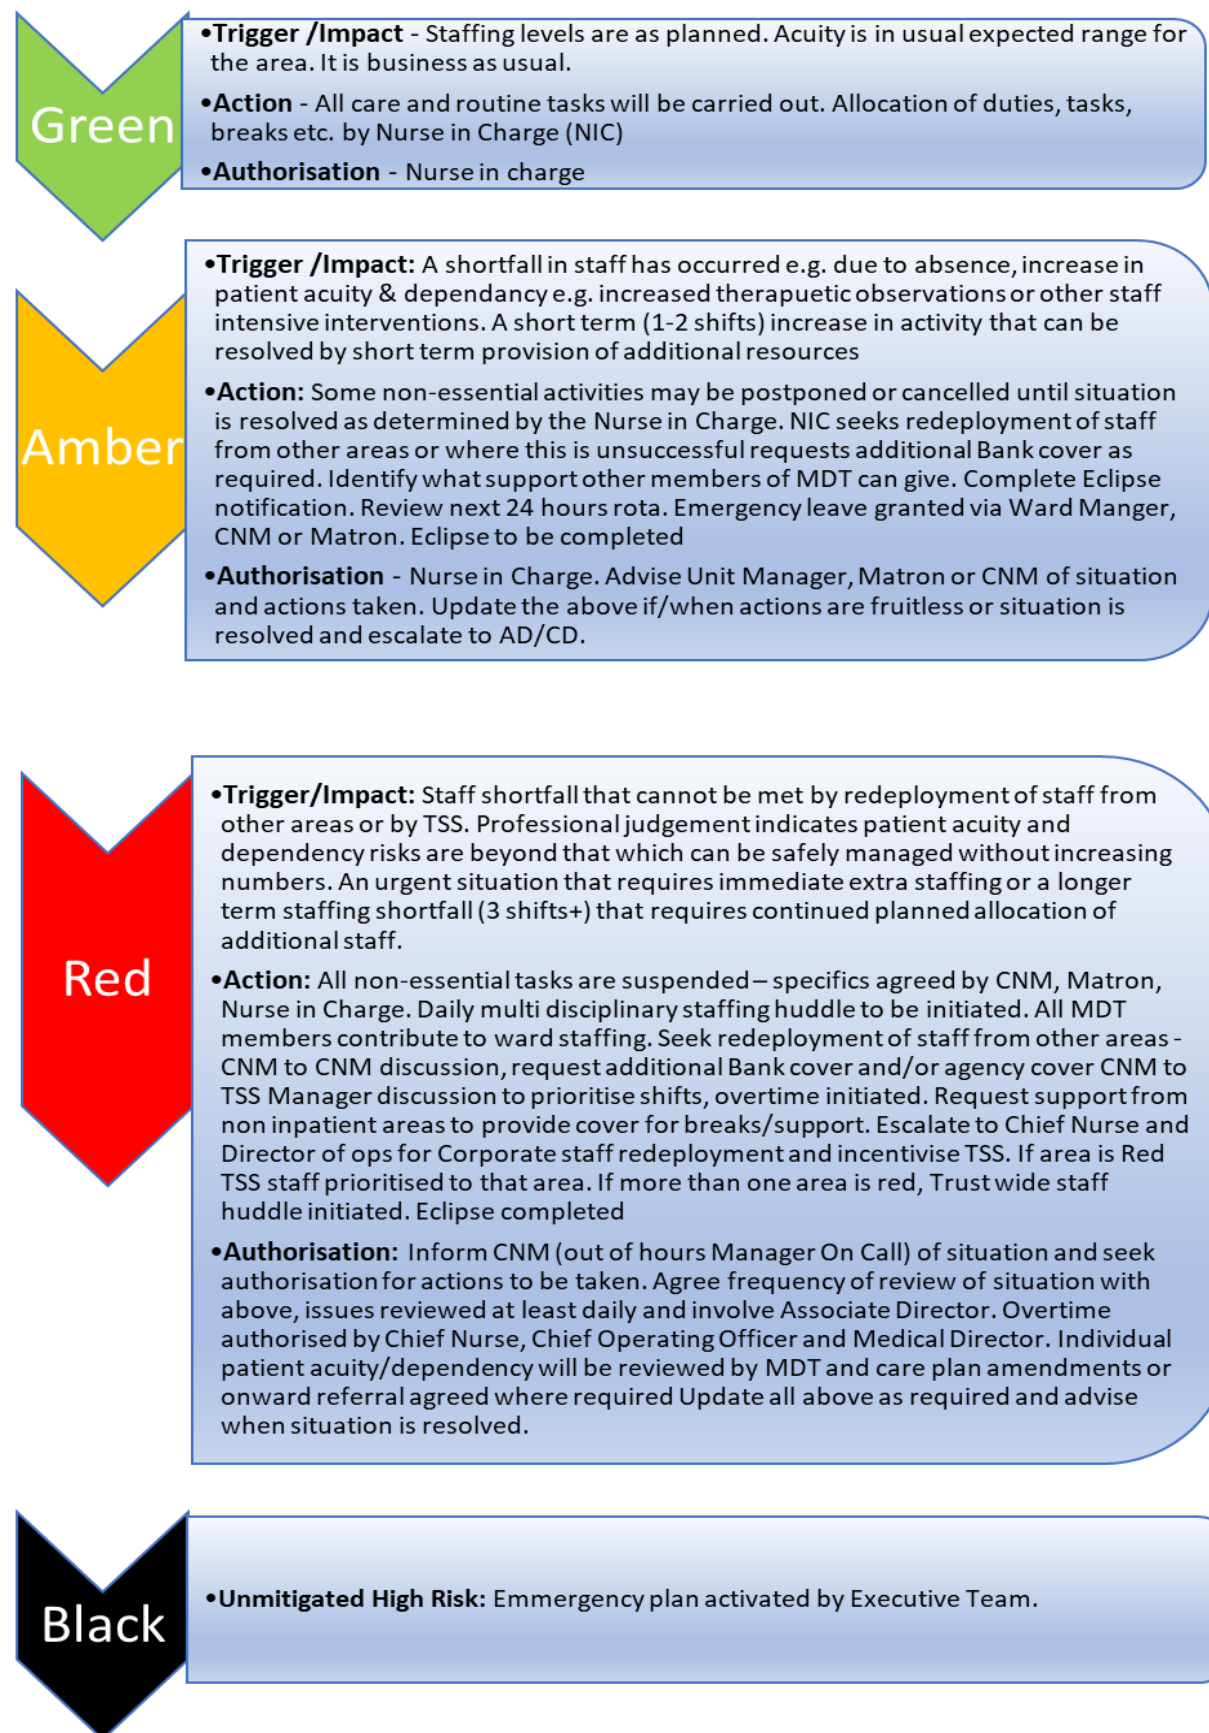 Green
•Trigger /Impact - Staffing levels are as planned. Acuity is in usual expected range for
the area. It is business as usual.
•Action - All care and routine tasks will be carried out. Allocation of duties, tasks,
breaks etc. by Nurse in Charge (NIC)
•Authorisation - Nurse in charge
Amber
•Trigger /Impact: A shortfall in staff has occurred e.g. due to absence, increase in
patient acuity & dependancy e.g. increased therapuetic observations or other staff
intensive interventions. A short term (1-2 shifts) increase in activity that can be
resolved by short term provision of additional resources
•Action: Some non-essential activities may be postponed or cancelled until situation
is resolved as determined by the Nurse in Charge. NIC seeks redeployment of staff
from other areas or where this is unsuccessful requests additional Bank cover as
required. Identify what support other members of MDT can give. Complete Eclipse
notification. Review next 24 hours rota. Emergency leave granted via Ward Manger,
CNM or Matron. Eclipse to be completed
•Authorisation - Nurse in Charge. Advise Unit Manager, Matron or CNM of situation
and actions taken. Update the above if/when actions are fruitless or situation is
resolved and escalate to AD/CD.
Red
•Trigger/Impact: Staff shortfall that cannot be met by redeployment of staff from
other areas or by TSS. Professional judgement indicates patient acuity and
dependency risks are beyond that which can be safely managed without increasing
numbers. An urgent situation that requires immediate extra staffing or a longer
term staffing shortfall (3 shifts+) that requires continued planned allocation of
additional staff.
•Action: All non-essential tasks are suspended – specifics agreed by CNM, Matron,
Nurse in Charge. Daily multi disciplinary staffing huddle to be initiated. All MDT
members contribute to ward staffing. Seek redeployment of staff from other areas -
CNM to CNM discussion, request additional Bank cover and/or agency cover CNM to
TSS Manager discussion to prioritise shifts, overtime initiated. Request support from
non inpatient areas to provide cover for breaks/support. Escalate to Chief Nurse and
Director of ops for Corporate staff redeployment and incentivise TSS. If area is Red
TSS staff prioritised to that area. If more than one area is red, Trust wide staff
huddle initiated. Eclipse completed
•Authorisation: Inform CNM (out of hours Manager On Call) of situation and seek
authorisation for actions to be taken. Agree frequency of review of situation with
above, issues reviewed at least daily and involve Associate Director. Overtime
authorised by Chief Nurse, Chief Operating Officer and Medical Director. Individual
patient acuity/dependency will be reviewed by MDT and care plan amendments or
onward referral agreed where required Update all above as required and advise
when situation is resolved.
Black
•Unmitigated High Risk: Emmergency plan activated by Executive Team.